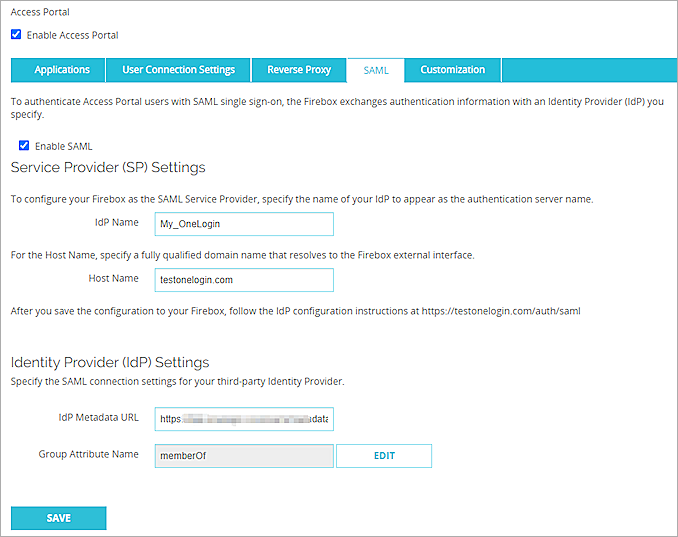 Access Portal
Enable Access Portal
Applications User Connection Settings Reverse Proxy SAML Customization
To authenticate Access Portal users with SAML single sign-on, the Firebox exchanges authentication information with an Identity Provider (IdP) you
specify.
Enable SAML
Service Provider (SP) Settings
To configure your Firebox as the SAML Service Provider, specify the name of your IdP to appear as the authentication server name.
IdP Name My_OneLogin
For the Host Name, specify a fully qualified domain name that resolves to the Firebox external interface.
Host Name testonelogin.com
After you save the configuration to your Firebox, follow the IdP configuration instructions at https://testonelogin.com/auth/saml
Identity Provider (IdP) Settings
Specify the SAML connection settings for your third-party Identity Provider.
IdP Metadata URL https:
Group Attribute Name memberOf EDIT
SAVE